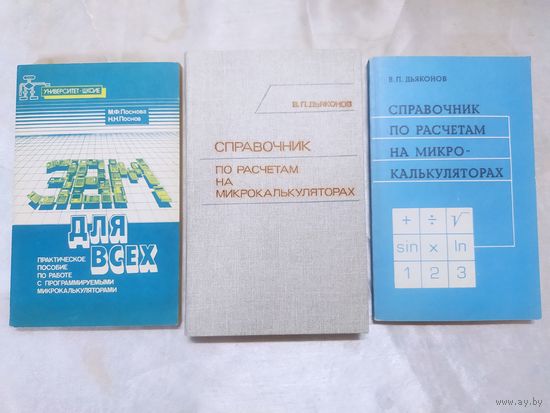 УНИВЕРСИТЕТ - ШКОЛЕ
М.Ф.Поснова
Н.Н.Поснов
ЭВМ
ДЛЯ
ВСЕХ
ПРАКТИЧЕСКОЕ
ПОСОБИЕ
ПО РАБОТЕ
С ПРОГРАММИРУЕМЫМИ
МИКРОКАЛЬКУЛЯТОРАМИ
В.П.ДЬЯКОНОВ
СПРАВОЧНИК
ПО РАСЧЕТАМ
НА
МИКРОКАЛЬКУЛЯТОРАХ
В. П. ДЬЯКОНОВ
СПРАВОЧНИК
ПО РАСЧЕТАМ
НА МИКРО-
КАЛЬКУЛЯТОРАХ
+ ÷ √
sin x ln
1 2 3
www.ay.by